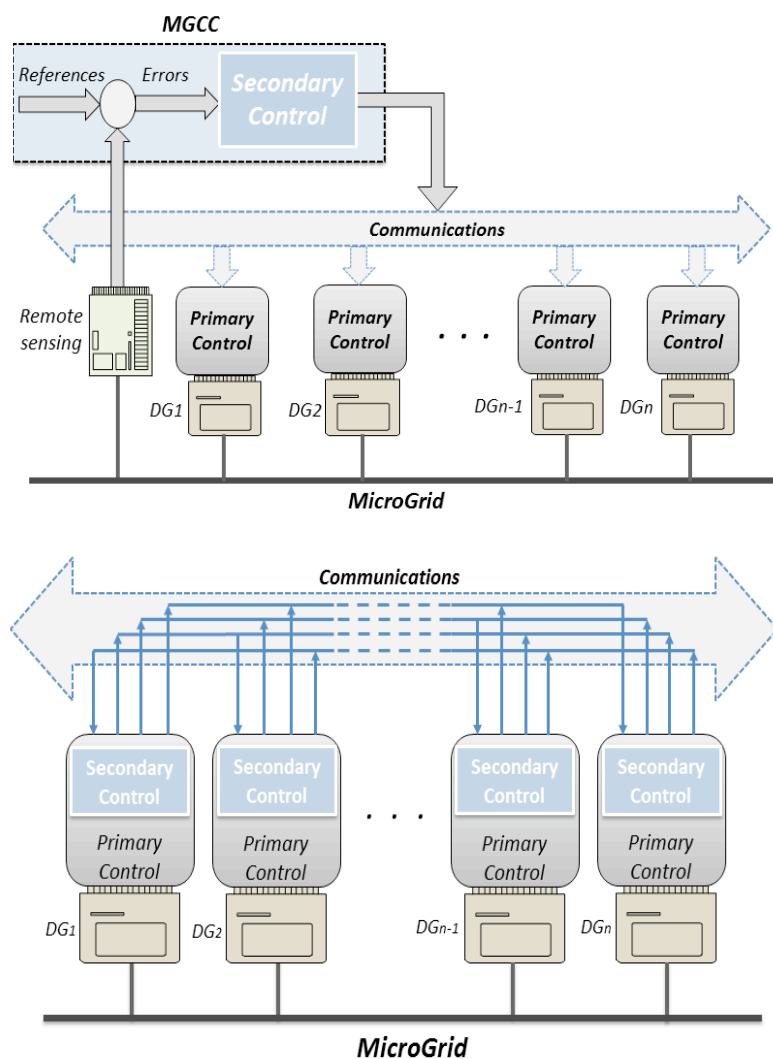 MGCC
References
Errors
Secondary
Control
Communications
Remote
sensing
Primary
Control
Primary
Control
. . .
Primary
Control
Primary
Control
DG1
DG2
DGn-1
DGn
MicroGrid
Communications
Secondary
Control
Secondary
Control
Secondary
Control
Secondary
Control
. . .
Primary
Control
Primary
Control
Primary
Control
Primary
Control
DG1
DG2
DGn-1
DGn
MicroGrid